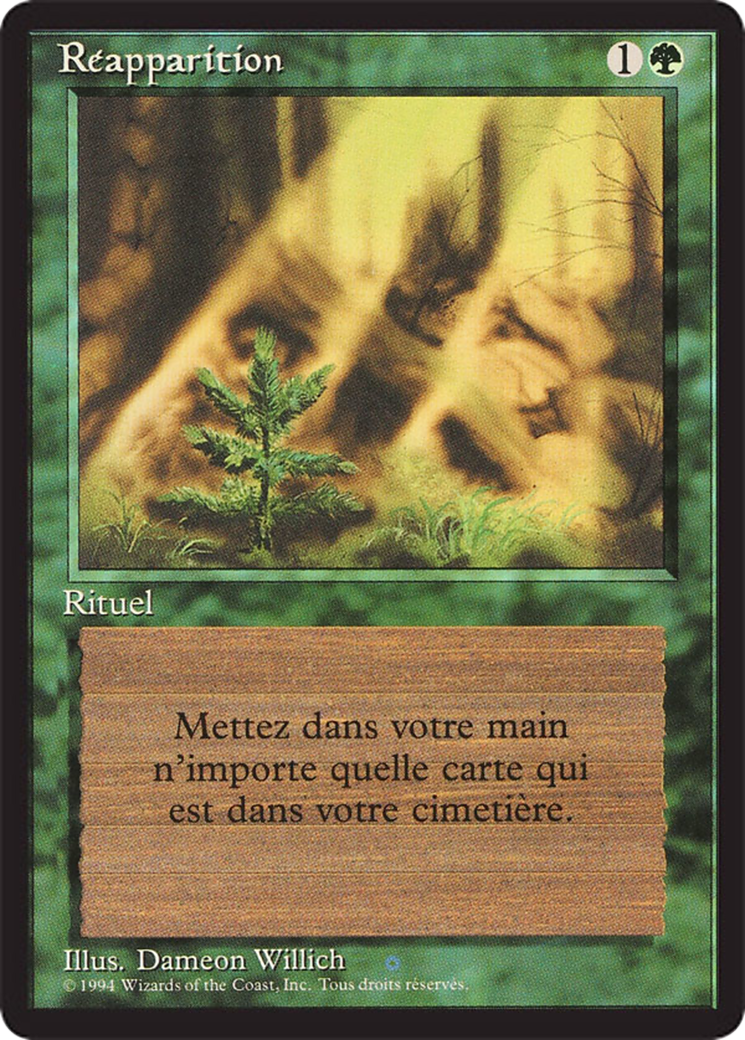 Réapparition 1
Rituel
Mettez dans votre main
n'importe quelle carte qui
est dans votre cimetière.
Illus. Dameon Willich
© 1994 Wizards of the Coast, Inc. Tous droits réservés.